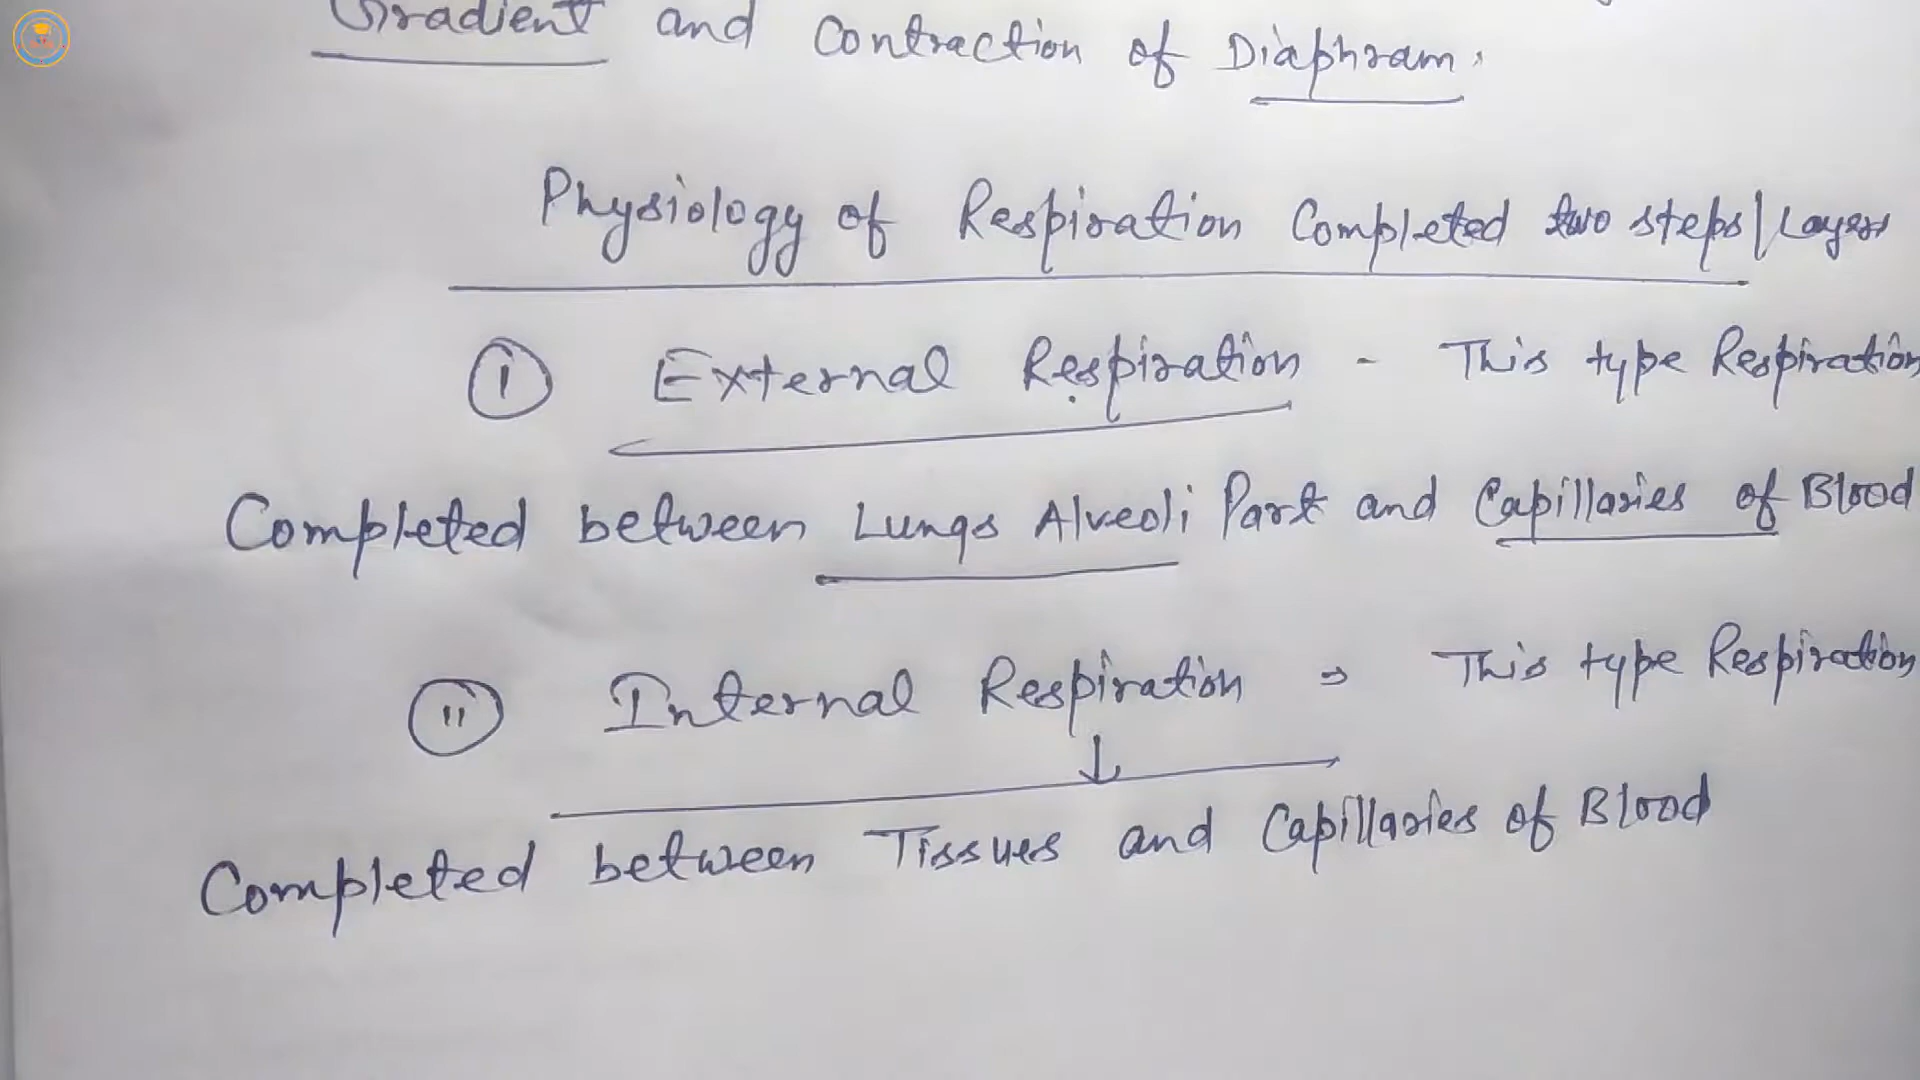 Gradient and Contraction of Diaphram.
Physiology of Respiration Completed two steps/Layers
(i) External Respiration - This type Respiration
Completed between Lungs Alveoli Part and Capillaries of Blood
(ii) Internal Respiration → This type Respiration
↓
Completed between Tissues and Capillaries of Blood